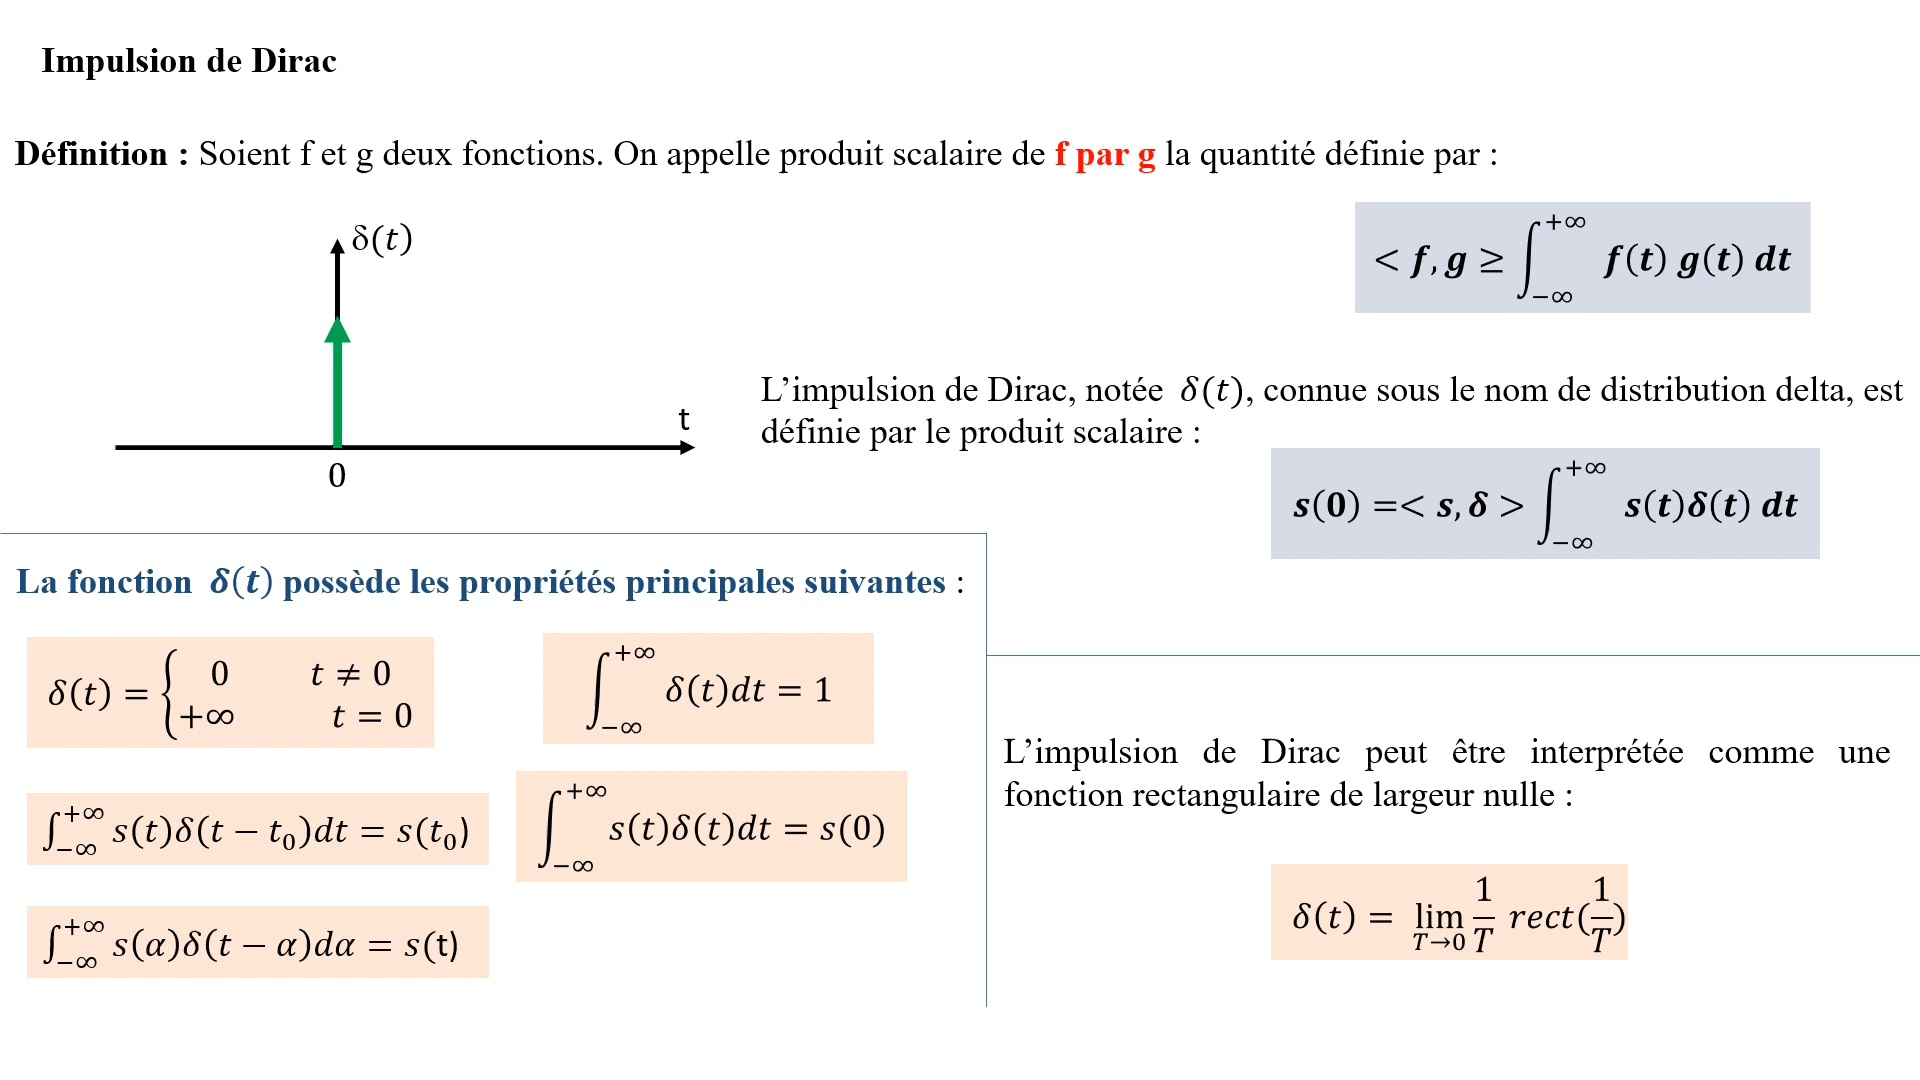 Impulsion de Dirac
Définition : Soient f et g deux fonctions. On appelle produit scalaire de f par g la quantité définie par :
< f, g ≥ ∫_{−∞}^{+∞} f(t) g(t) dt
δ(t)
t
0
L’impulsion de Dirac, notée δ(t), connue sous le nom de distribution delta, est
définie par le produit scalaire :
s(0) =< s, δ > ∫_{−∞}^{+∞} s(t)δ(t) dt
La fonction δ(t) possède les propriétés principales suivantes :
δ(t) = { 0 t ≠ 0
+∞ t = 0
∫_{−∞}^{+∞} δ(t)dt = 1
∫_{−∞}^{+∞} s(t)δ(t − t₀)dt = s(t₀)
∫_{−∞}^{+∞} s(t)δ(t)dt = s(0)
∫_{−∞}^{+∞} s(α)δ(t − α)dα = s(t)
L’impulsion de Dirac peut être interprétée comme une
fonction rectangulaire de largeur nulle :
δ(t) = lim_{T→0} 1/T rect(1/T)